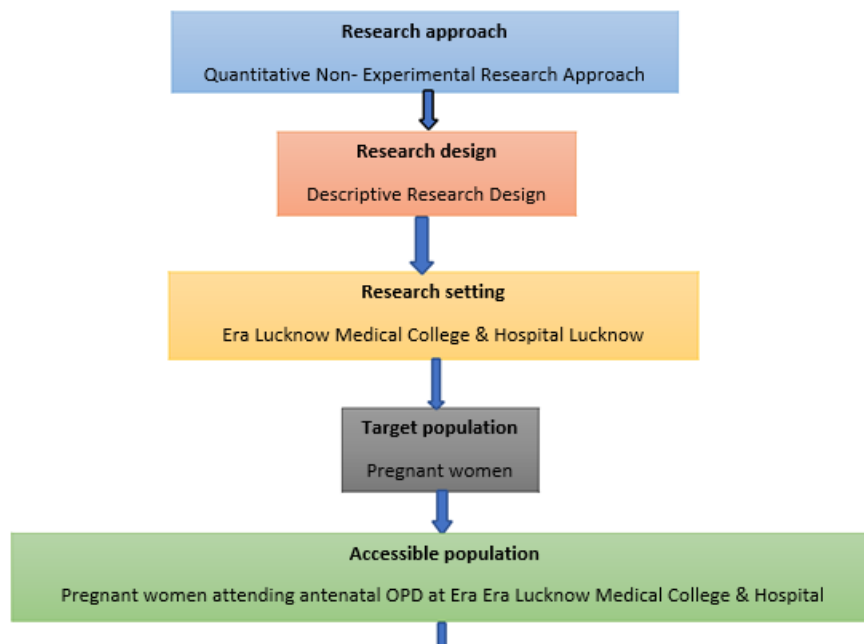 Research approach
Quantitative Non- Experimental Research Approach
Research design
Descriptive Research Design
Research setting
Era Lucknow Medical College & Hospital Lucknow
Target population
Pregnant women
Accessible population
Pregnant women attending antenatal OPD at Era Era Lucknow Medical College & Hospital